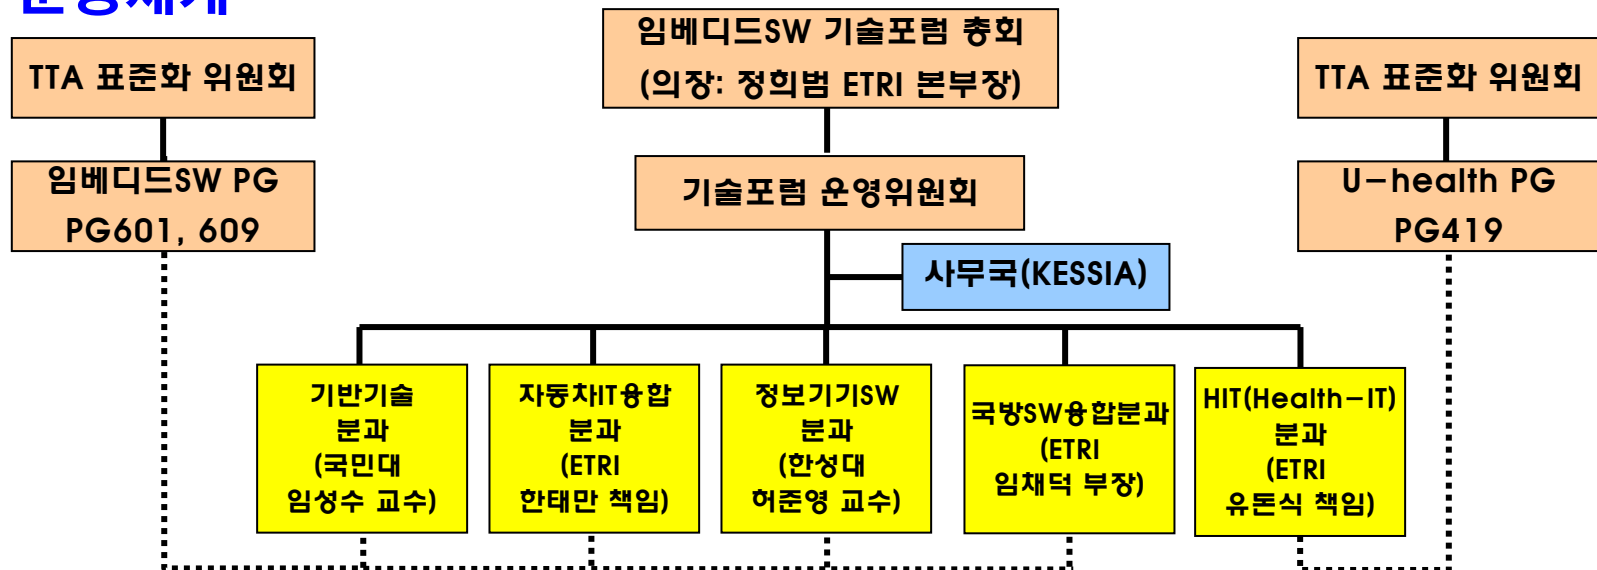 운영체계
임베디드SW 기술포럼 총회
(의장: 정희범 ETRI 본부장)
TTA 표준화 위원회
TTA 표준화 위원회
임베디드SW PG
PG601, 609
기술포럼 운영위원회
U-health PG
PG419
사무국(KESSIA)
기반기술
분과
(국민대
임성수 교수)
자동차IT융합
분과
(ETRI
한태만 책임)
정보기기SW
분과
(한성대
허준영 교수)
국방SW융합분과
(ETRI
임채덕 부장)
HIT(Health-IT)
분과
(ETRI
유돈식 책임)